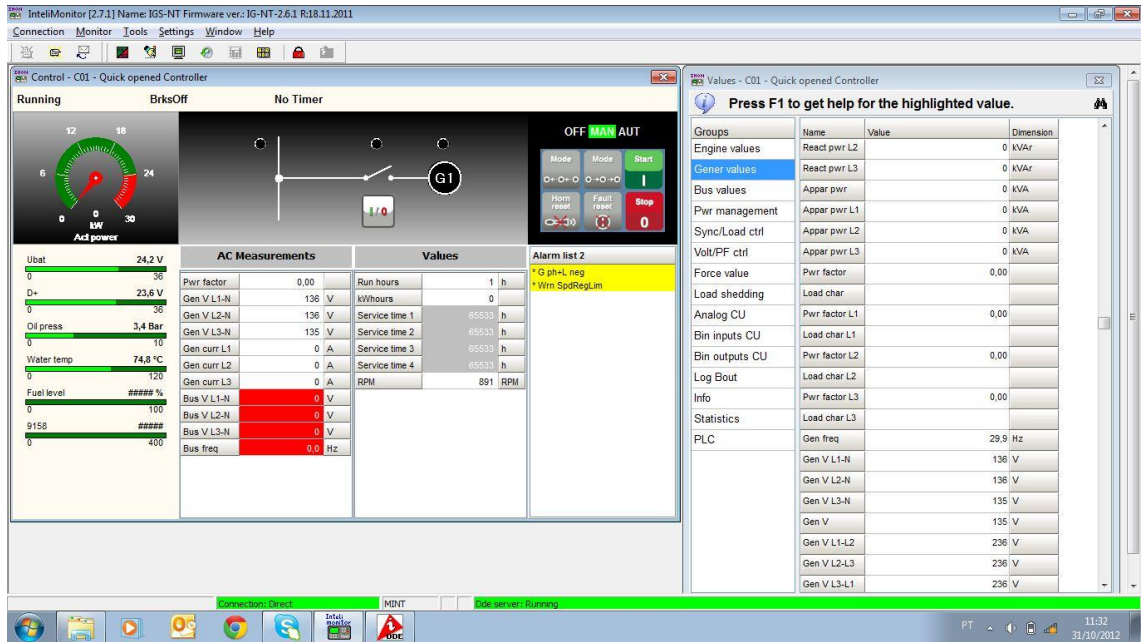 InteliMonitor [2.7.1] Name: IGS-NT Firmware ver.: IG-NT-2.6.1 R:18.11.2011
Connection Monitor Tools Settings Window Help
Control - C01 - Quick opened Controller
Running BrksOff No Timer
12 18
6 24
0 0 30
kW
Act power
G1
I / 0
OFF MAN AUT
Mode Mode Start
I
Horn reset Fault reset Stop
0
Ubat 24,2 V
0 36
D+ 23,6 V
0 36
Oil press 3,4 Bar
0 10
Water temp 74,8 °C
0 120
Fuel level ##### %
0 100
9158 #####
0 400
AC Measurements
Pwr factor 0,00
Gen V L1-N 136 V
Gen V L2-N 136 V
Gen V L3-N 135 V
Gen curr L1 0 A
Gen curr L2 0 A
Gen curr L3 0 A
Bus V L1-N 0 V
Bus V L2-N 0 V
Bus V L3-N 0 V
Bus freq 0,0 Hz
Values
Run hours 1 h
kWhours 0
Service time 1 65533 h
Service time 2 65533 h
Service time 3 65533 h
Service time 4 65533 h
RPM 891 RPM
Alarm list 2
* G ph+L neg
* Wrn SpdRegLim
Values - C01 - Quick opened Controller
Press F1 to get help for the highlighted value.
Groups
Engine values
Gener values
Bus values
Pwr management
Sync/Load ctrl
Volt/PF ctrl
Force value
Load shedding
Analog CU
Bin inputs CU
Bin outputs CU
Log Bout
Info
Statistics
PLC
Name Value Dimension
React pwr L2 0 kVAr
React pwr L3 0 kVAr
Appar pwr 0 kVA
Appar pwr L1 0 kVA
Appar pwr L2 0 kVA
Appar pwr L3 0 kVA
Pwr factor 0,00
Load char
Pwr factor L1 0,00
Load char L1
Pwr factor L2 0,00
Load char L2
Pwr factor L3 0,00
Load char L3
Gen freq 29,9 Hz
Gen V L1-N 136 V
Gen V L2-N 136 V
Gen V L3-N 135 V
Gen V 135 V
Gen V L1-L2 236 V
Gen V L2-L3 236 V
Gen V L3-L1 236 V
Connection: Direct MINT Dde server: Running
Inteli monitor
DDE
PT 11:32
31/10/2012